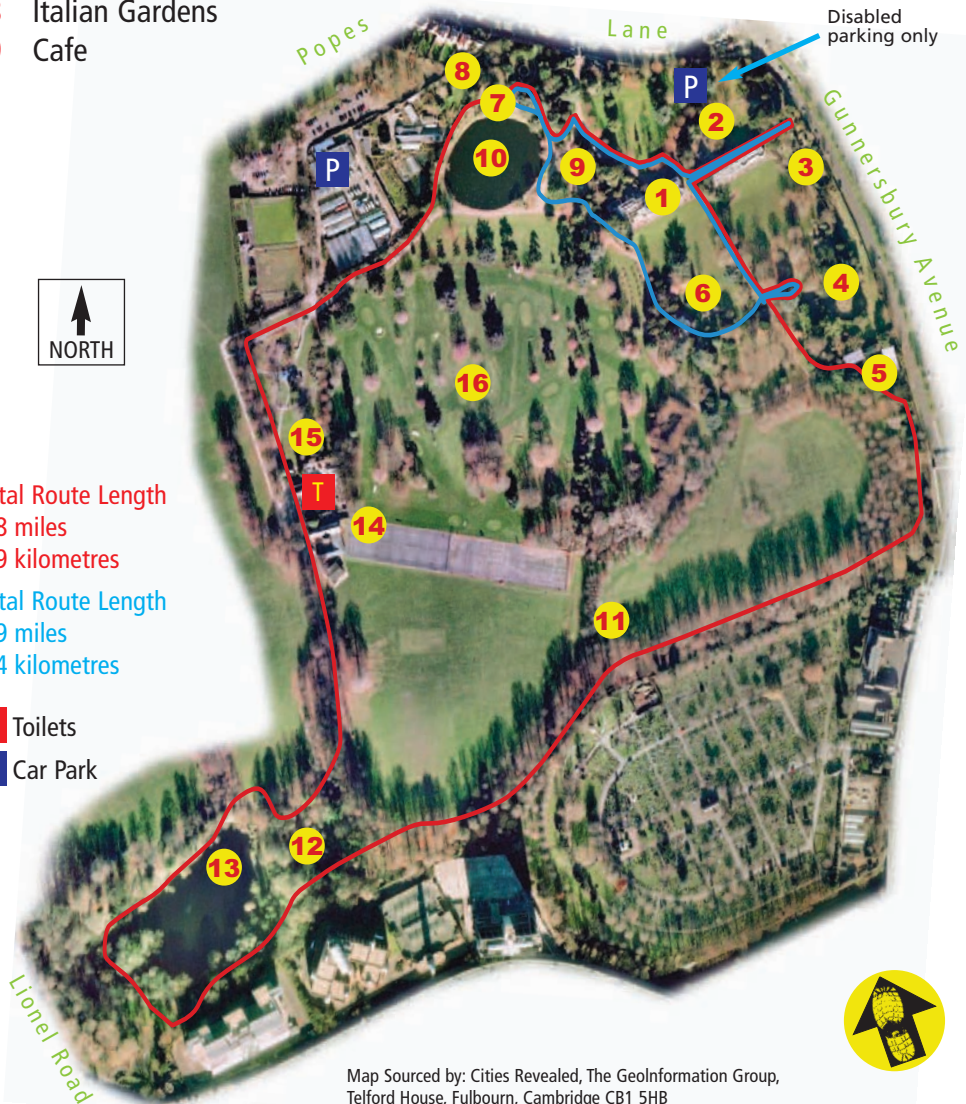 Italian Gardens
Cafe
Popes Lane
Disabled
parking only
Gunnersbury Avenue
P
P
8
7
2
10
9
3
1
6
4
NORTH
5
16
15
T
14
tal Route Length
8 miles
9 kilometres
tal Route Length
9 miles
4 kilometres
11
Toilets
Car Park
12
13
Lionel Road
Map Sourced by: Cities Revealed, The GeoInformation Group,
Telford House, Fulbourn, Cambridge CB1 5HB